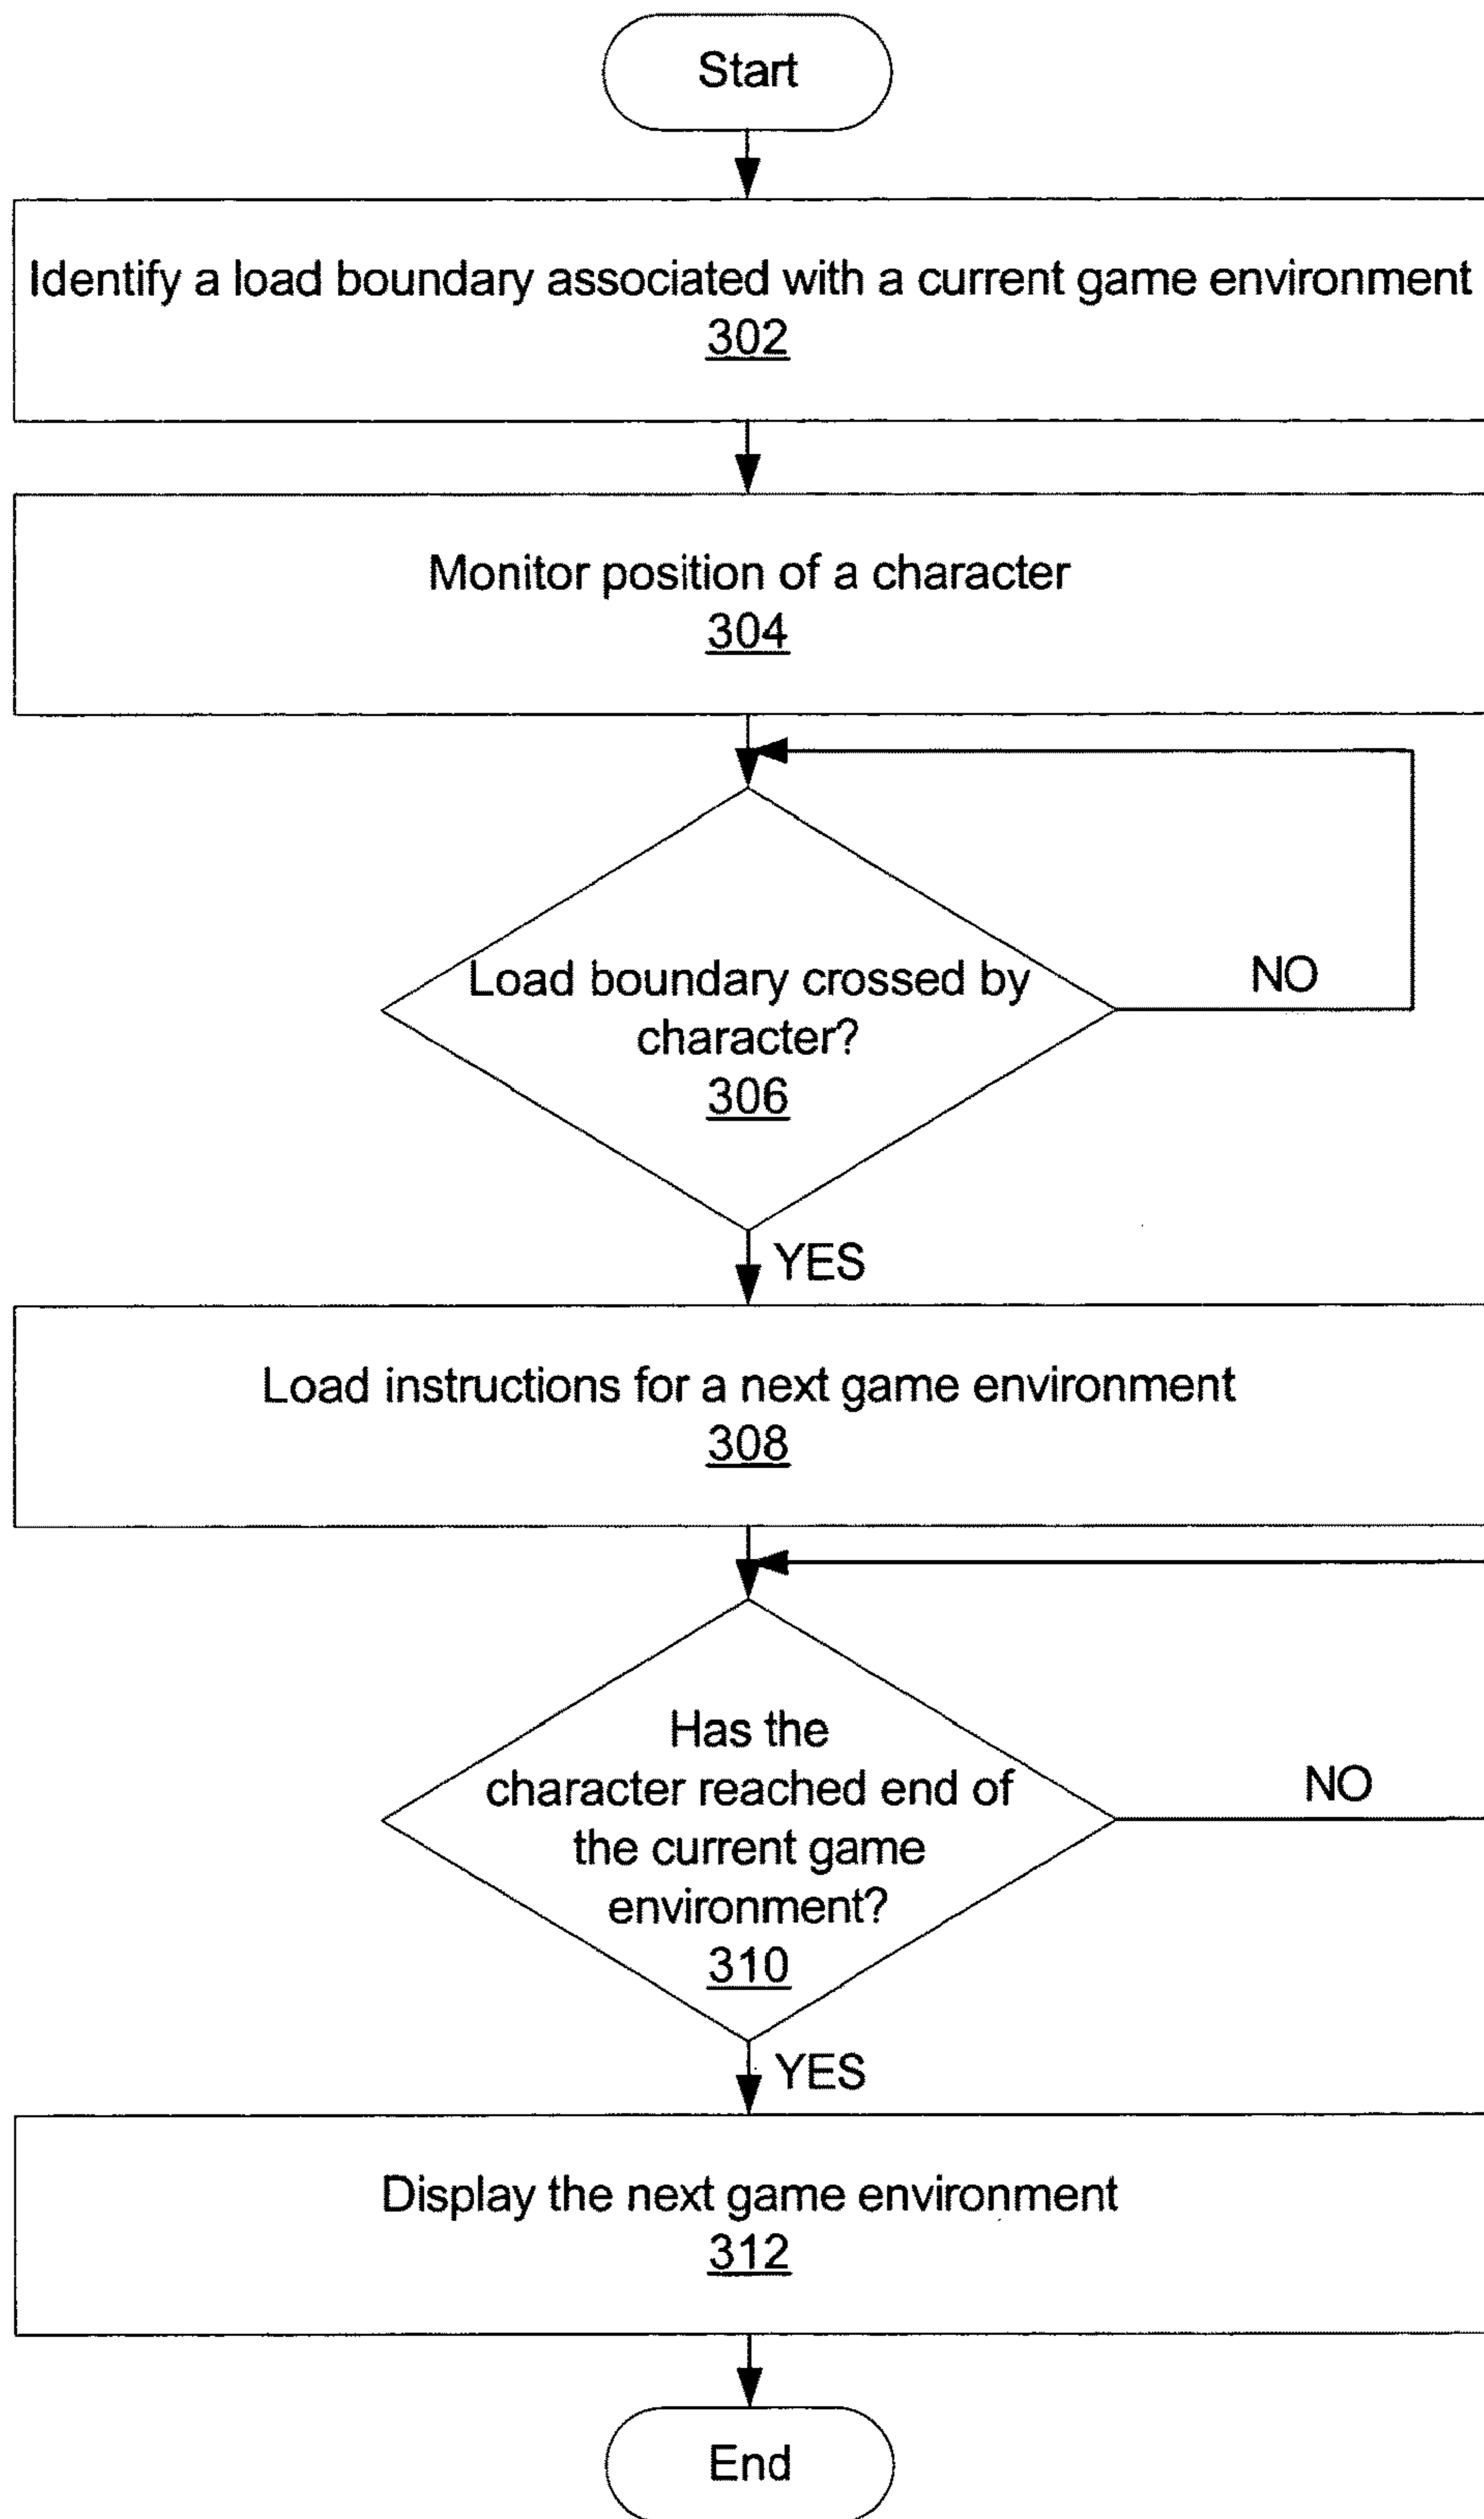 Start
Identify a load boundary associated with a current game environment
302
Monitor position of a character
304
Load boundary crossed by
character?
306
NO
YES
Load instructions for a next game environment
308
Has the
character reached end of
the current game
environment?
310
NO
YES
Display the next game environment
312
End